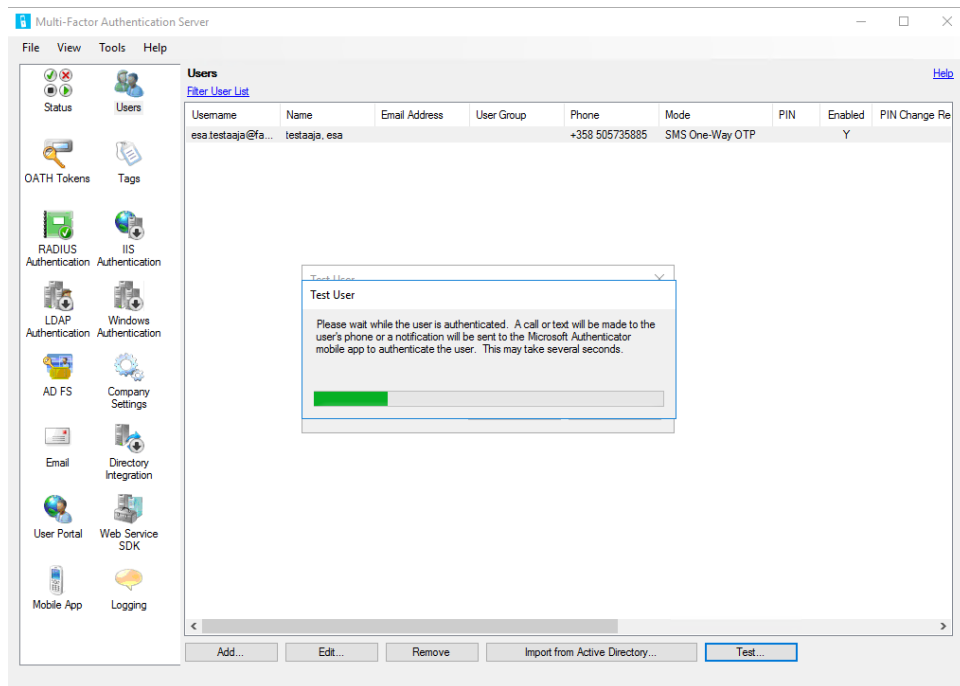 Multi-Factor Authentication Server
File View Tools Help
Status
Users
OATH Tokens
Tags
RADIUS
Authentication
IIS
Authentication
LDAP
Authentication
Windows
Authentication
AD FS
Company
Settings
Email
Directory
Integration
User Portal
Web Service
SDK
Mobile App
Logging
Users
Help
Filter User List
Username Name Email Address User Group Phone Mode PIN Enabled PIN Change Re
esa.testaaja@fa... testaaja, esa +358 505735885 SMS One-Way OTP Y
Test User
Test User
Please wait while the user is authenticated. A call or text will be made to the
user's phone or a notification will be sent to the Microsoft Authenticator
mobile app to authenticate the user. This may take several seconds.
Add... Edit... Remove Import from Active Directory... Test...